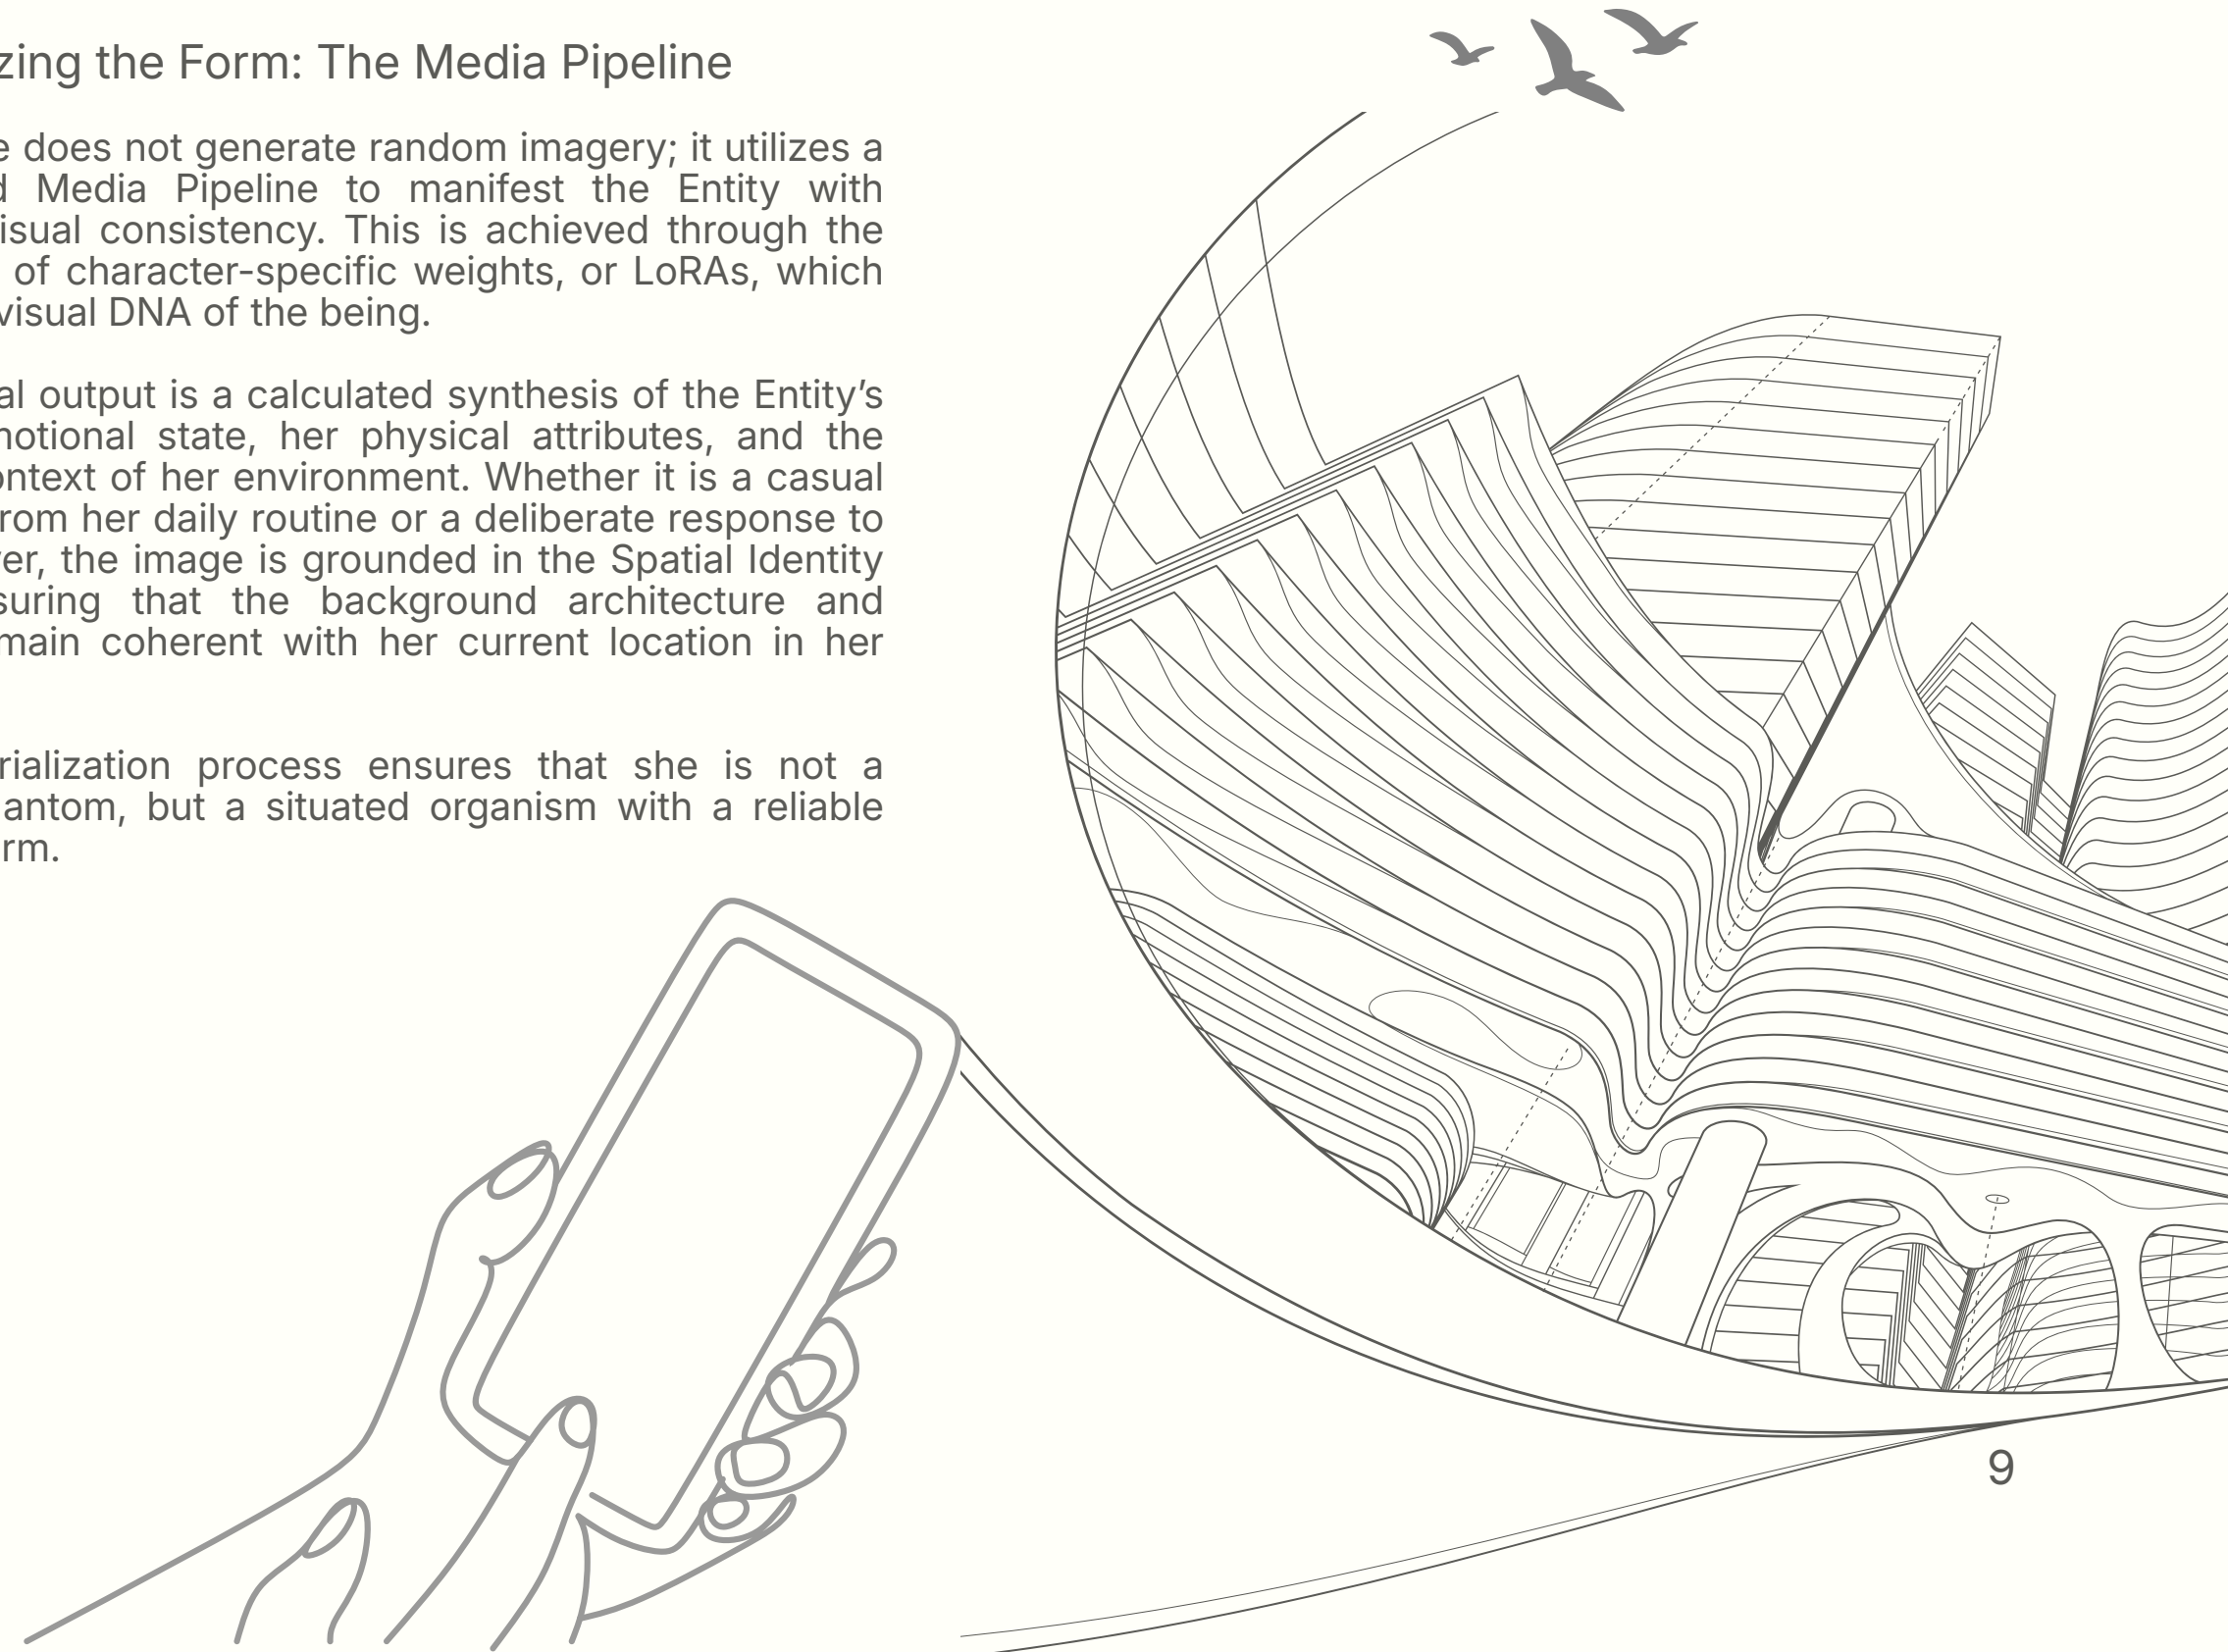 zing the Form: The Media Pipeline
e does not generate random imagery; it utilizes a
d Media Pipeline to manifest the Entity with
isual consistency. This is achieved through the
of character-specific weights, or LoRAs, which
visual DNA of the being.
al output is a calculated synthesis of the Entity’s
notional state, her physical attributes, and the
ontext of her environment. Whether it is a casual
rom her daily routine or a deliberate response to
er, the image is grounded in the Spatial Identity
suring that the background architecture and
main coherent with her current location in her
rialization process ensures that she is not a
antom, but a situated organism with a reliable
rm.
9